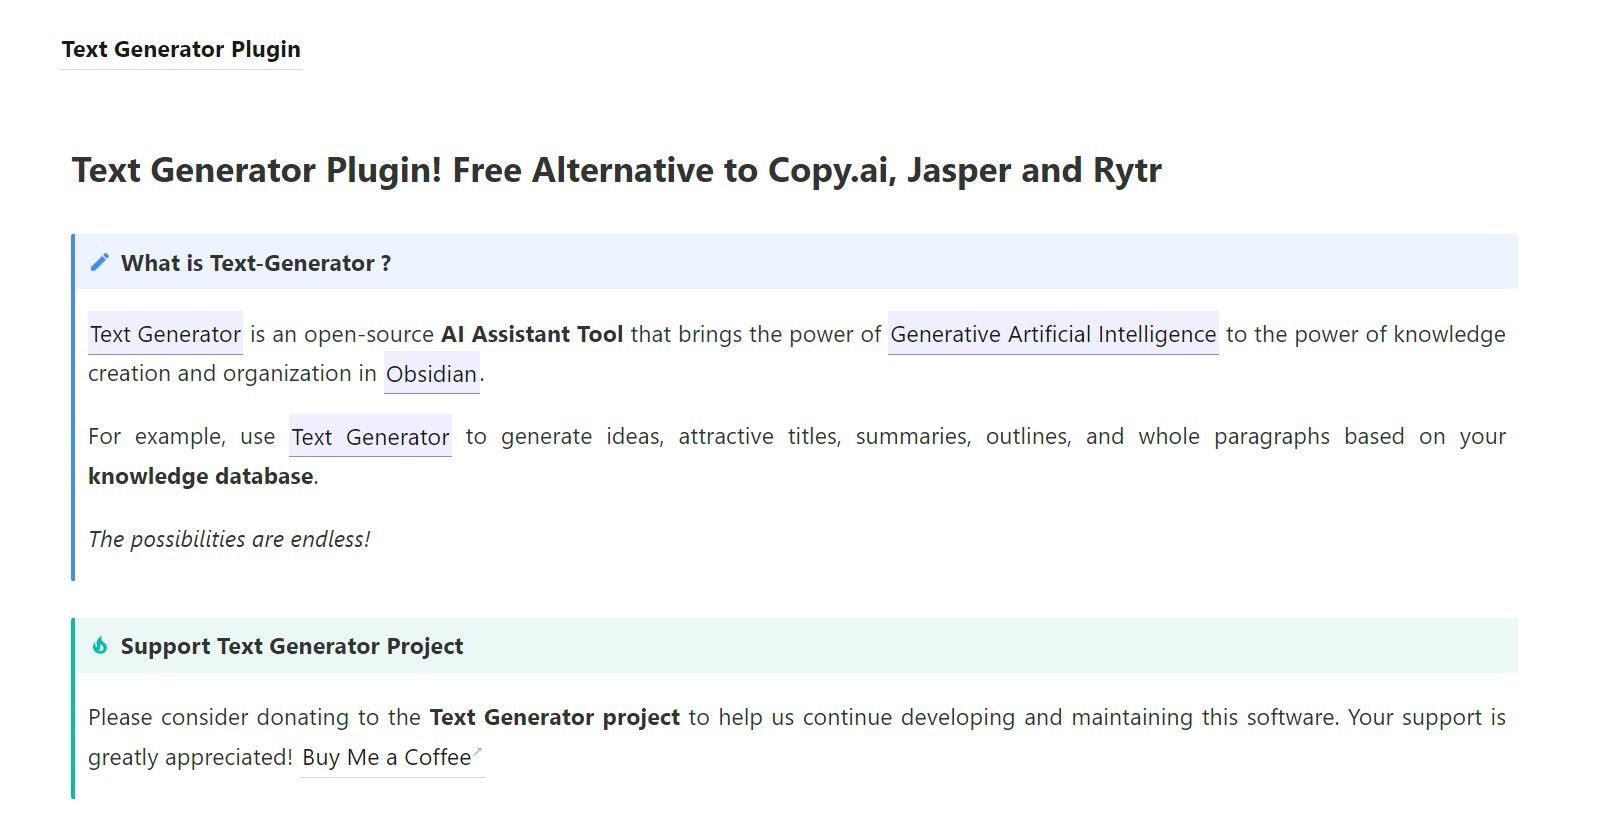 Text Generator Plugin
Text Generator Plugin! Free Alternative to Copy.ai, Jasper and Rytr
What is Text-Generator ?
Text Generator is an open-source AI Assistant Tool that brings the power of Generative Artificial Intelligence to the power of knowledge
creation and organization in Obsidian.
For example, use Text Generator to generate ideas, attractive titles, summaries, outlines, and whole paragraphs based on your
knowledge database.
The possibilities are endless!
Support Text Generator Project
Please consider donating to the Text Generator project to help us continue developing and maintaining this software. Your support is
greatly appreciated! Buy Me a Coffee